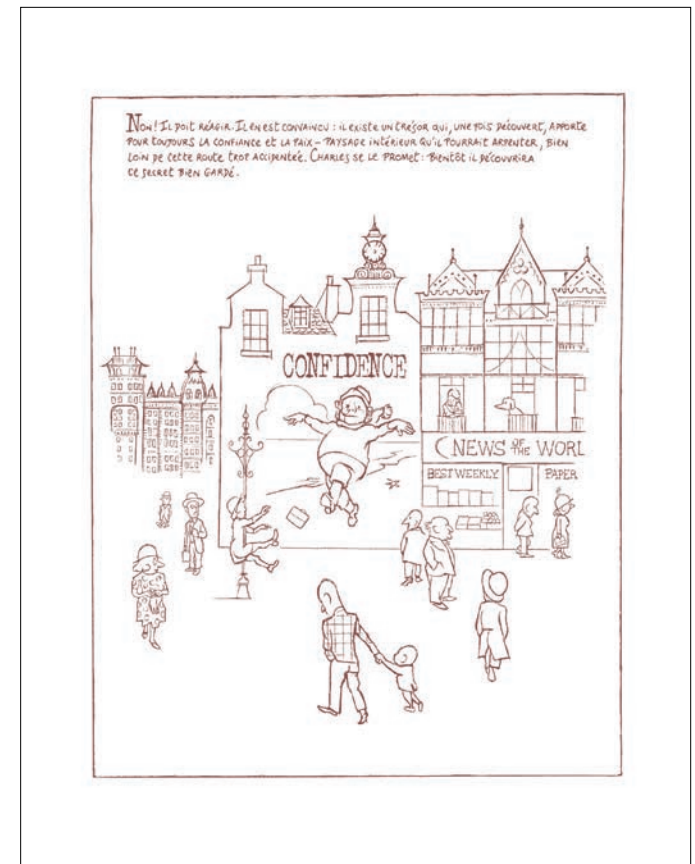 NON! IL DOIT RÉAGIR. IL EN EST CONVAINCU : IL EXISTE UN TRÉSOR QUI, UNE FOIS DÉCOUVERT, APPORTE
POUR TOUJOURS LA CONFIANCE ET LA PAIX – PAYSAGE INTÉRIEUR QU'IL POURRAIT ARPENTER, BIEN
LOIN DE CETTE ROUTE TROP ACCIDENTÉE. CHARLES SE LE PROMET : BIENTÔT IL DÉCOUVRIRA
CE SECRET BIEN GARDÉ.
CONFIDENCE
NEWS OF THE WORL
BEST WEEKLY PAPER